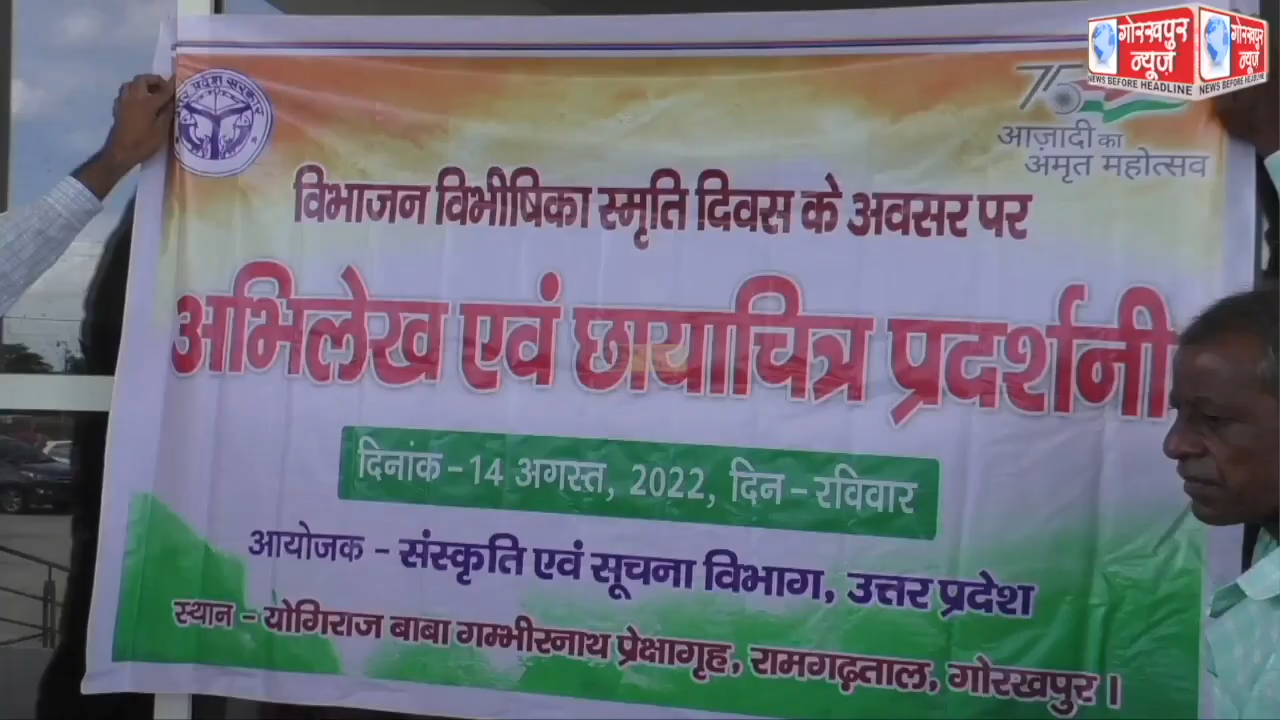 गोरखपुर
न्यूज़
NEWS BEFORE HEADLINE
गोरखपुर
न्यूज़
NEWS BEFORE HEADLINE
75
आज़ादी का
अमृत महोत्सव
विभाजन विभीषिका स्मृति दिवस के अवसर पर
अभिलेख एवं छायाचित्र प्रदर्शनी
दिनांक - 14 अगस्त, 2022, दिन - रविवार
आयोजक - संस्कृति एवं सूचना विभाग, उत्तर प्रदेश
स्थान - योगिराज बाबा गम्भीरनाथ प्रेक्षागृह, रामगढ़ताल, गोरखपुर।